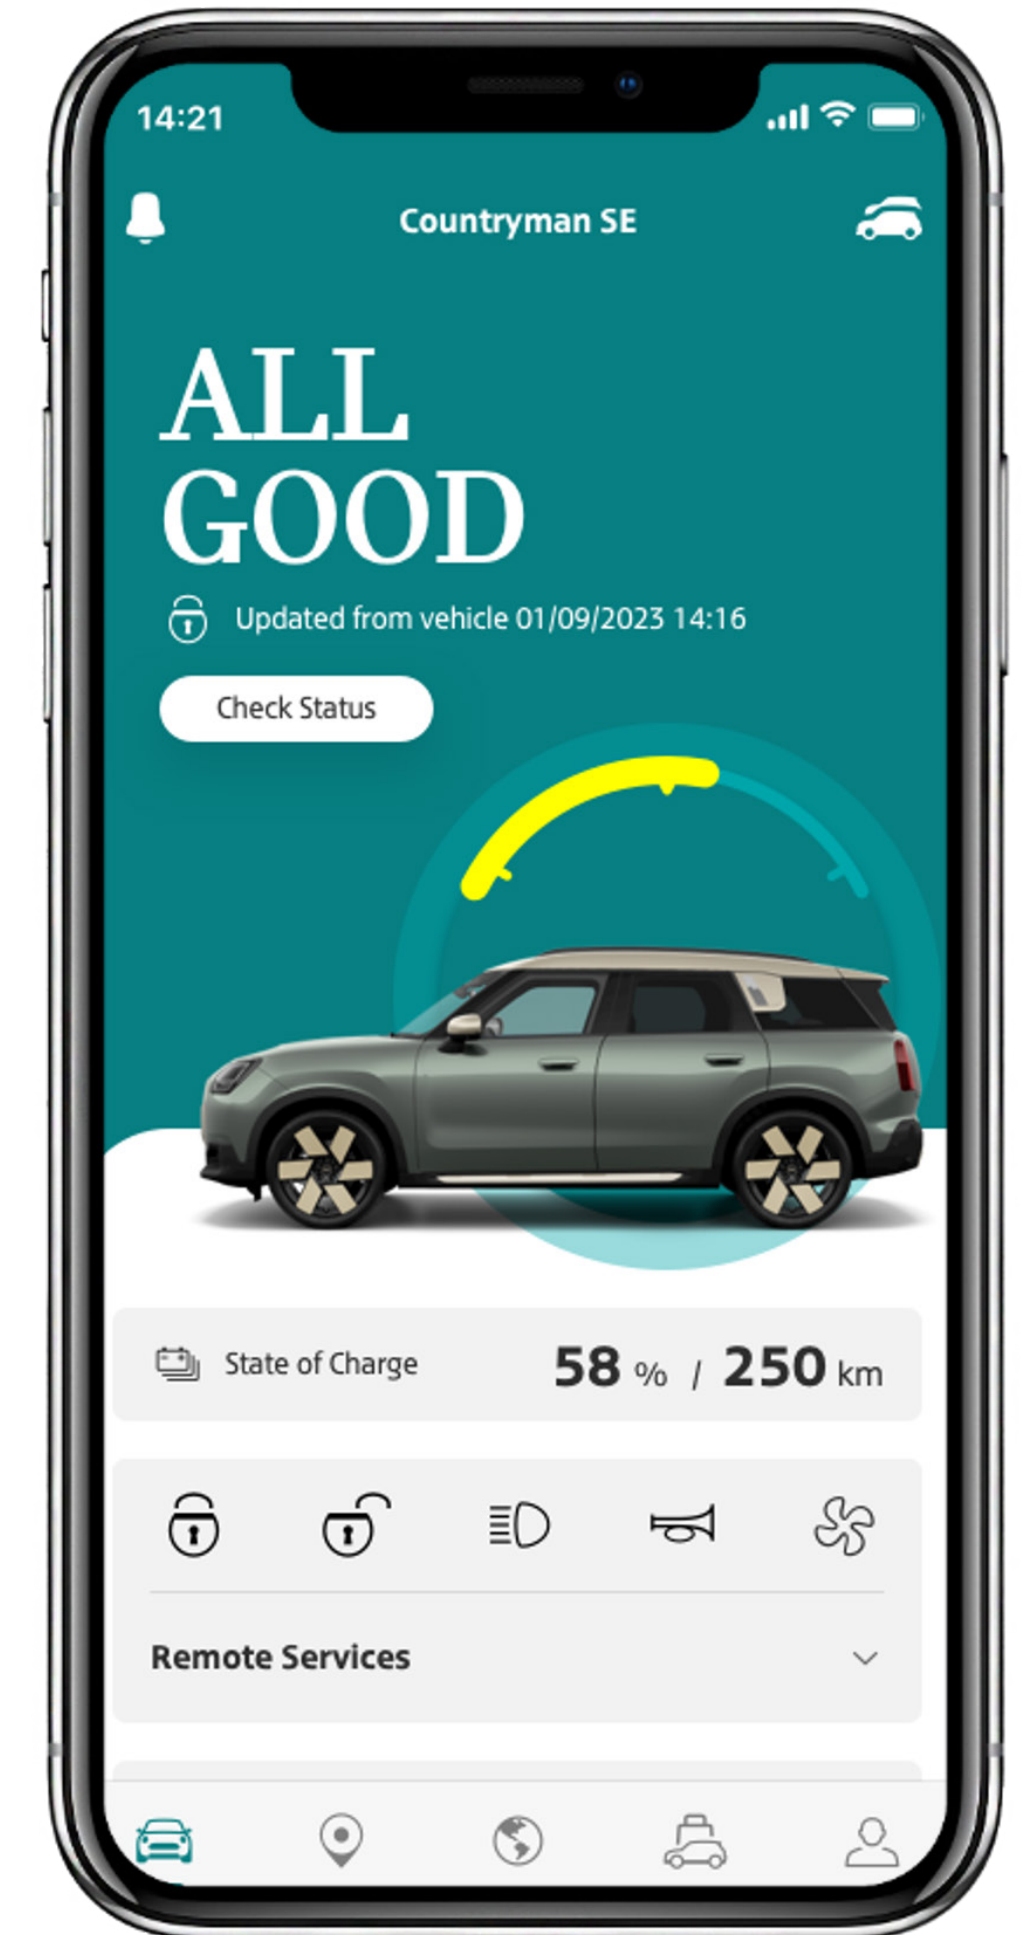 14:21
Countryman SE
ALL
GOOD
Updated from vehicle 01/09/2023 14:16
Check Status
State of Charge 58 % / 250 km
Remote Services